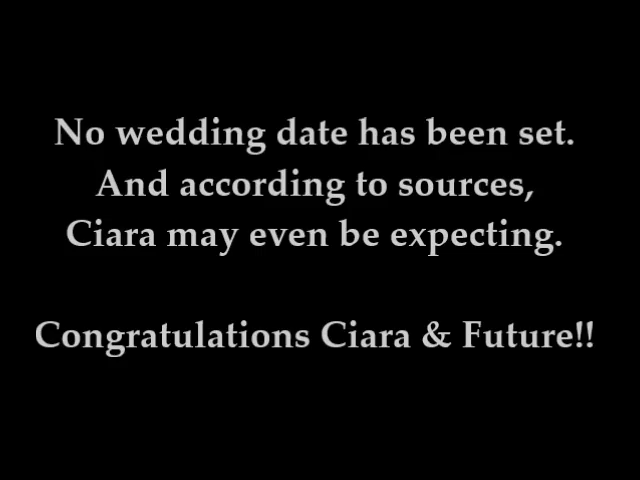 No wedding date has been set.
And according to sources,
Ciara may even be expecting.
Congratulations Ciara & Future!!